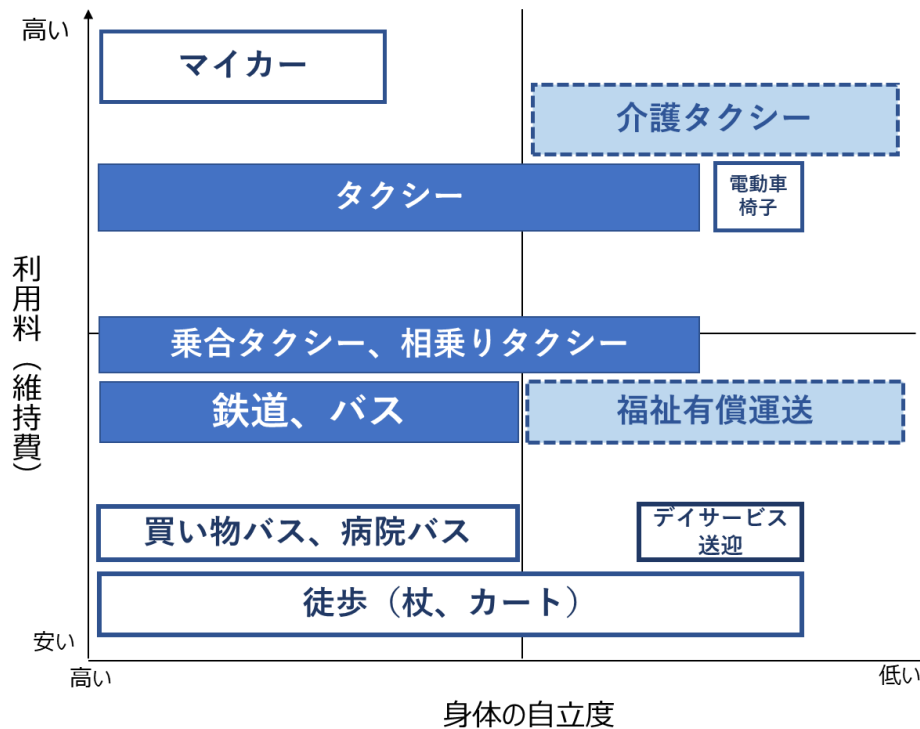 高い
マイカー
介護タクシー
タクシー
電動車
椅子
利用料（維持費）
乗合タクシー、相乗りタクシー
鉄道、バス
福祉有償運送
買い物バス、病院バス
デイサービス
送迎
徒歩（杖、カート）
安い
高い
低い
身体の自立度